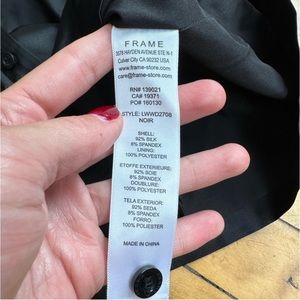 FRAME
3578 HAYDEN AVENUE STE N-1
Culver City CA 90232 USA
www.frame-store.com
care@frame-store.com
RN# 139021
CA# 19371
PO# 160130
STYLE: LWWD2708
NOIR
SHELL:
92% SILK
8% SPANDEX
LINING:
100% POLYESTER
ETOFFE EXTERIEURE:
92% SOIE
8% SPANDEX
DOUBLURE:
100% POLYESTER
TELA EXTERIOR:
92% SEDA
8% SPANDEX
FORRO:
100% POLIESTER
MADE IN CHINA